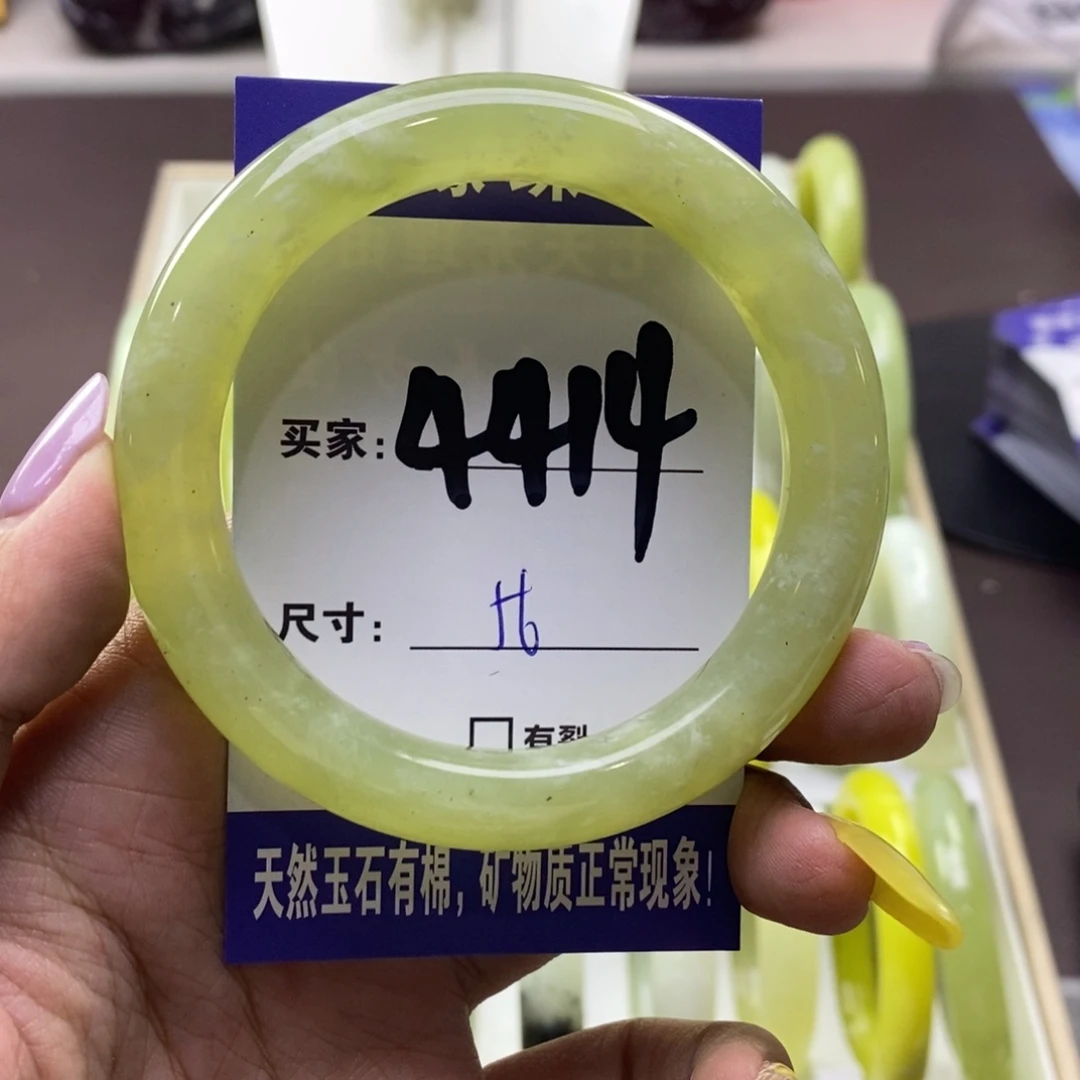 买家: 4414
尺寸: 56
□ 有裂
天然玉石有棉, 矿物质正常现象!